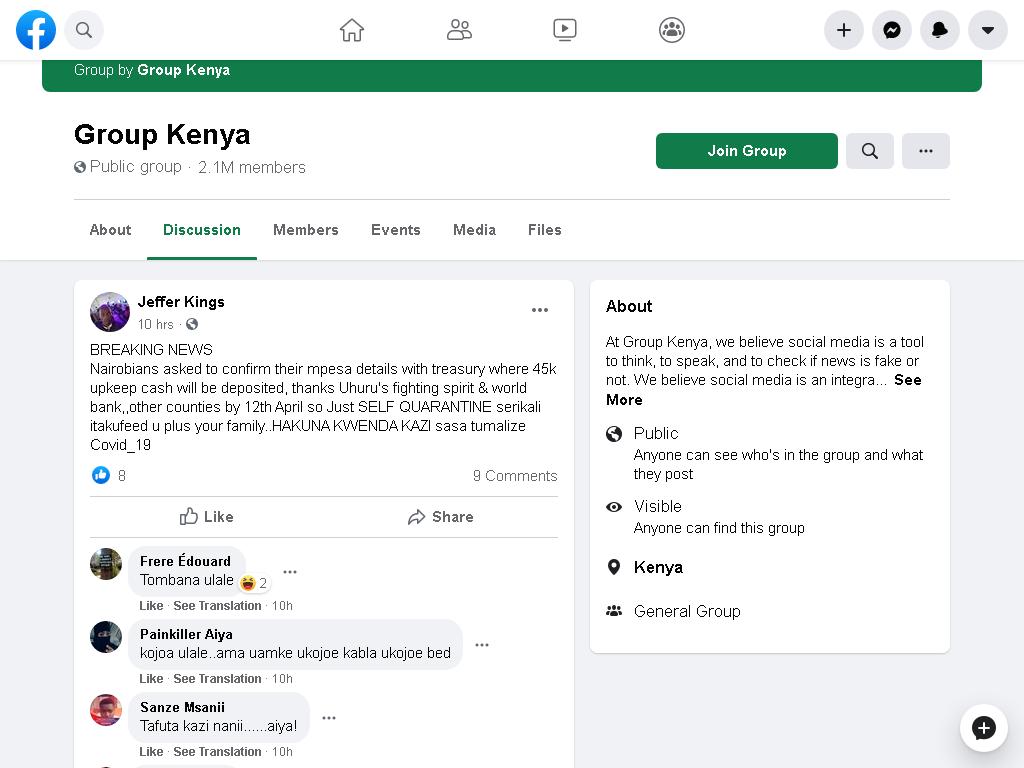 Group by Group Kenya
Group Kenya
Public group · 2.1M members
Join Group
About
Discussion
Members
Events
Media
Files
Jeffer Kings
10 hrs ·
BREAKING NEWS
Nairobians asked to confirm their mpesa details with treasury where 45k
upkeep cash will be deposited, thanks Uhuru's fighting spirit & world
bank,,other counties by 12th April so Just SELF QUARANTINE serikali
itakufeed u plus your family..HAKUNA KWENDA KAZI sasa tumalize
Covid_19
8
9 Comments
Like
Share
Frere Édouard
Tombana ulale
2
Like · See Translation · 10h
Painkiller Aiya
kojoa ulale..ama uamke ukojoe kabla ukojoe bed
Like · See Translation · 10h
Sanze Msanii
Tafuta kazi nanii......aiya!
Like · See Translation · 10h
About
At Group Kenya, we believe social media is a tool
to think, to speak, and to check if news is fake or
not. We believe social media is an integra... See
More
Public
Anyone can see who's in the group and what
they post
Visible
Anyone can find this group
Kenya
General Group